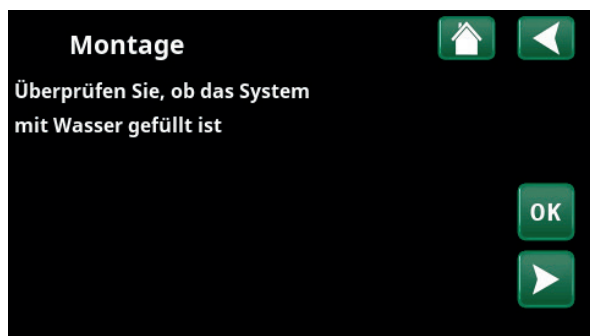 Montage
Überprüfen Sie, ob das System
mit Wasser gefüllt ist
OK